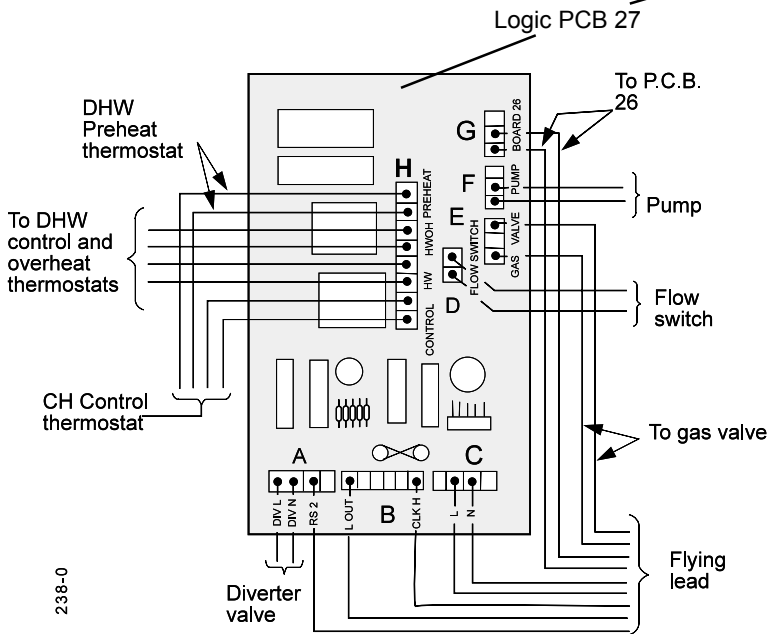 Logic PCB 27
To P.C.B.
26
DHW
Preheat
thermostat
H
G
BOARD 26
F
PUMP
Pump
E
VALVE
GAS
FLOW SWITCH
D
Flow
switch
PREHEAT
HWOH
HW
CONTROL
To DHW
control and
overheat
thermostats
CH Control
thermostat
To gas valve
A
B
C
DIV L
DIV N
RS 2
L OUT
CLK H
L
N
Diverter
valve
Flying
lead
238-0